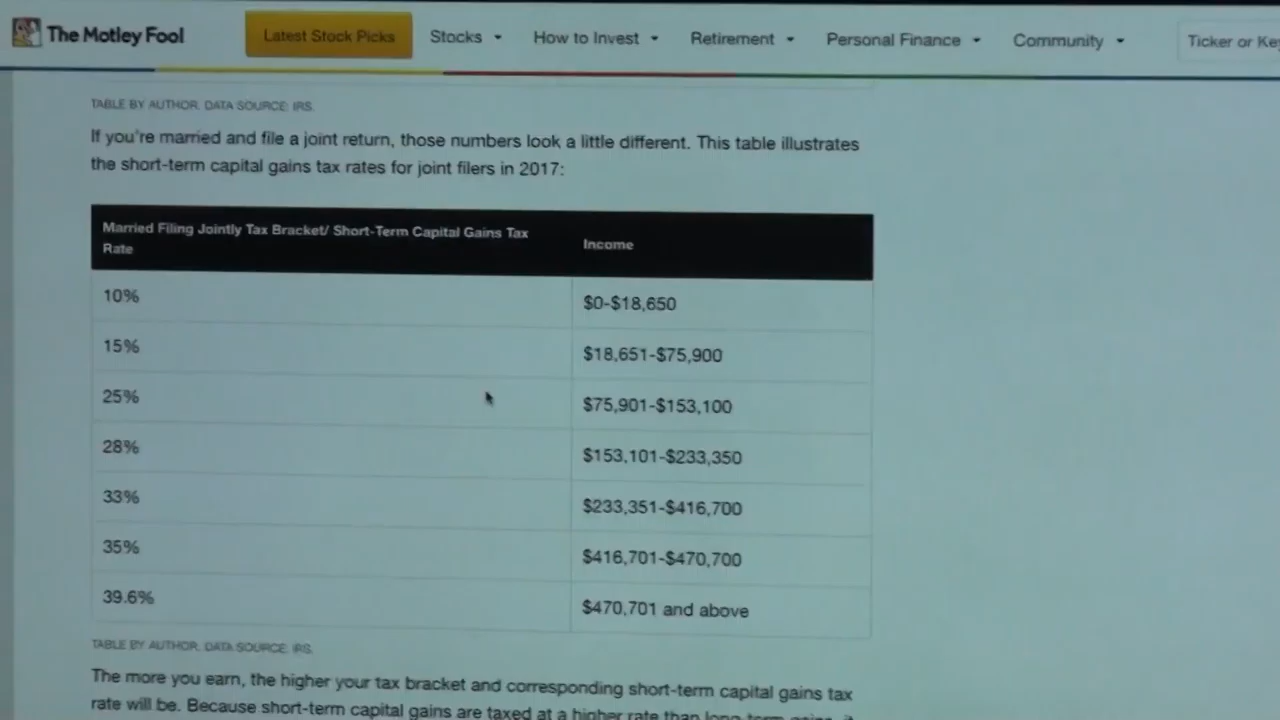 The Motley Fool
Latest Stock Picks
Stocks
How to Invest
Retirement
Personal Finance
Community
Ticker or Ke
TABLE BY AUTHOR. DATA SOURCE: IRS.
If you're married and file a joint return, those numbers look a little different. This table illustrates
the short-term capital gains tax rates for joint filers in 2017:
Married Filing Jointly Tax Bracket/ Short-Term Capital Gains Tax
Rate
Income
10%
$0-$18,650
15%
$18,651-$75,900
25%
$75,901-$153,100
28%
$153,101-$233,350
33%
$233,351-$416,700
35%
$416,701-$470,700
39.6%
$470,701 and above
TABLE BY AUTHOR. DATA SOURCE: IRS.
The more you earn, the higher your tax bracket and corresponding short-term capital gains tax
rate will be. Because short-term capital gains are taxed at a higher rate than long-term gains, it